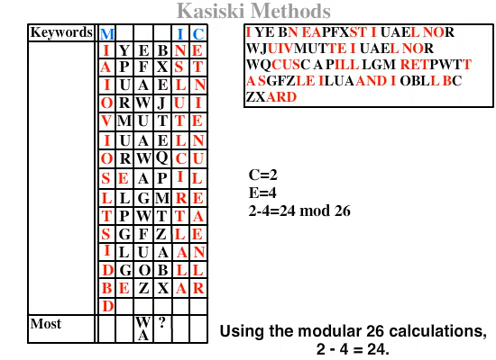 Kasiski Methods
Keywords M I C
I Y E B N E
A P F X S T
I U A E L N
O R W J U I
V M U T T E
I U A E L N
O R W Q C U
S E A P I L
L L G M R E
T P W T T A
S G F Z L E
I L U A A N
D G O B L L
B E Z X A R
D
Most W ?
A
I YE BN EAPFXST I UAEL NOR
WJUIVMUTTE I UAEL NOR
WQCUSC A PILL LGM RETPWTT
A SGFZLE ILUAAND I OBLL BC
ZXARD
C=2
E=4
2-4=24 mod 26
Using the modular 26 calculations,
2 - 4 = 24.